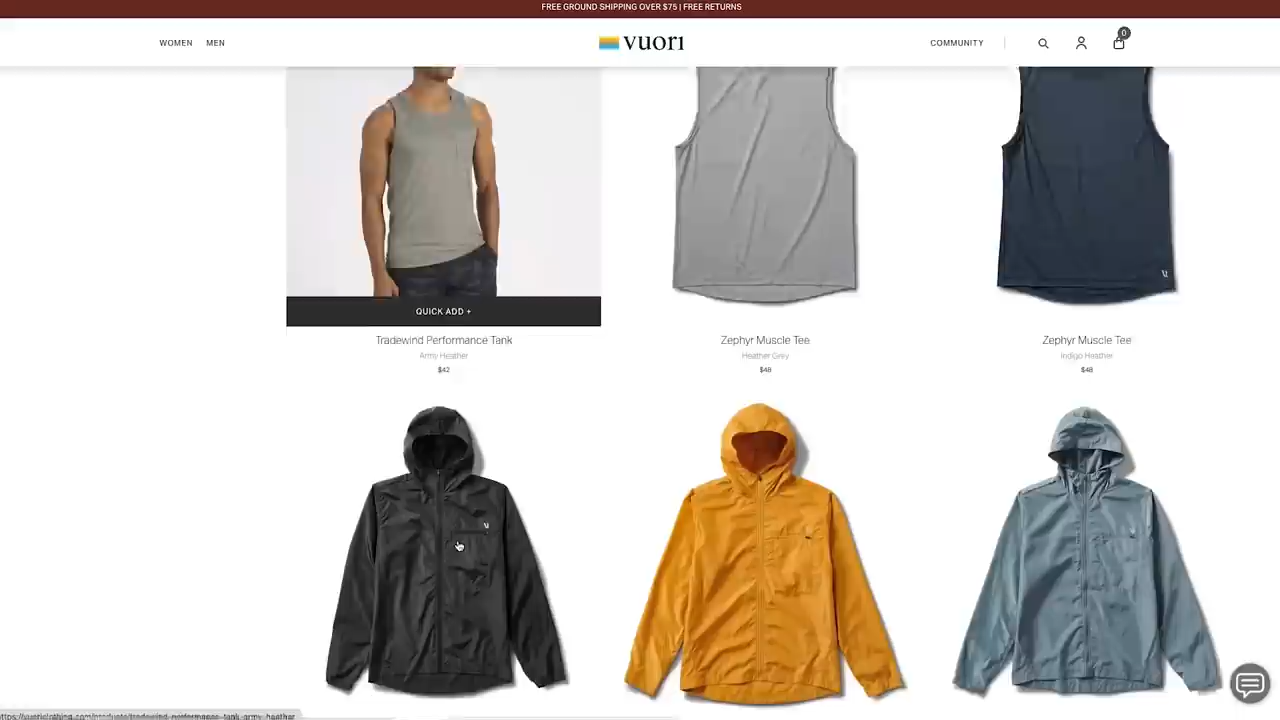 FREE GROUND SHIPPING OVER $75 | FREE RETURNS
WOMEN MEN
vuori
COMMUNITY
0
QUICK ADD +
Tradewind Performance Tank
Army Heather
$42
Zephyr Muscle Tee
Heather Grey
$48
Zephyr Muscle Tee
Indigo Heather
$48